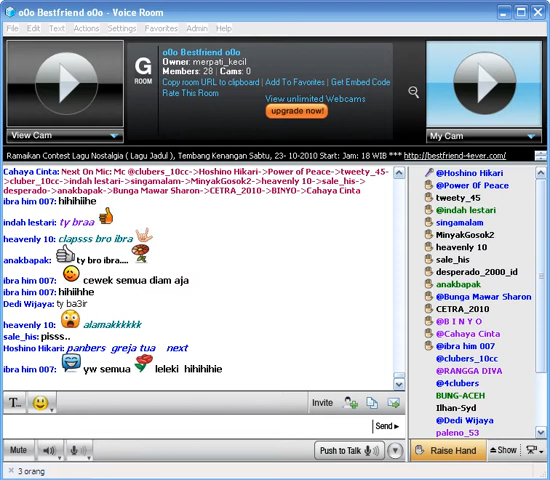 oOo Bestfriend oOo - Voice Room
File Edit Text Actions Settings Favorites Admin Help
G
ROOM
oOo Bestfriend oOo
Owner: merpati_kecil
Members: 28 | Cams: 0
Copy room URL to clipboard | Add To Favorites | Get Embed Code
Rate This Room
View unlimited Webcams
upgrade now!
View Cam
My Cam
Ramaikan Contest Lagu Nostalgia ( Lagu Jadul ), Tembang Kenangan Sabtu, 23- 10-2010 Start: Jam: 18 WIB *** http://bestfriend-4ever.com/
Cahaya Cinta: Next On Mic: Mc @clubers_10cc->Hoshino Hikari->Power of Peace->tweety_45-
>cluber_10cc->indah lestari->singamalam->MinyakGosok2->heavenly 10->sale_his->
desperado->anakbapak->Bunga Mawar Sharon->CETRA_2010->BINYO->Cahaya Cinta
ibra him 007: hihihiihe
indah lestari: ty braa
heavenly 10: clapsss bro ibra
anakbapak: ty bro ibra....
ibra him 007: cewek semua diam aja
ibra him 007: hihiihhe
Dedi Wijaya: ty ba3ir
heavenly 10: alamakkkkkk
sale_his: pisss..
Hoshino Hikari: panbers greja tua next
ibra him 007: yw semua leleki hihihihie
@Hoshino Hikari
@Power Of Peace
tweety_45
@indah lestari
singamalam
MinyakGosok2
heavenly 10
sale_his
desperado_2000_id
anakbapak
@Bunga Mawar Sharon
CETRA_2010
@B I N Y O
@Cahaya Cinta
@ibra him 007
@clubers_10cc
@RANGGA DIVA
@4clubers
BUNG-ACEH
Ilhan-Syd
@Dedi Wijaya
paleno_53
T...
Invite
Send
Mute
Push to Talk
Raise Hand
Show
3 orang